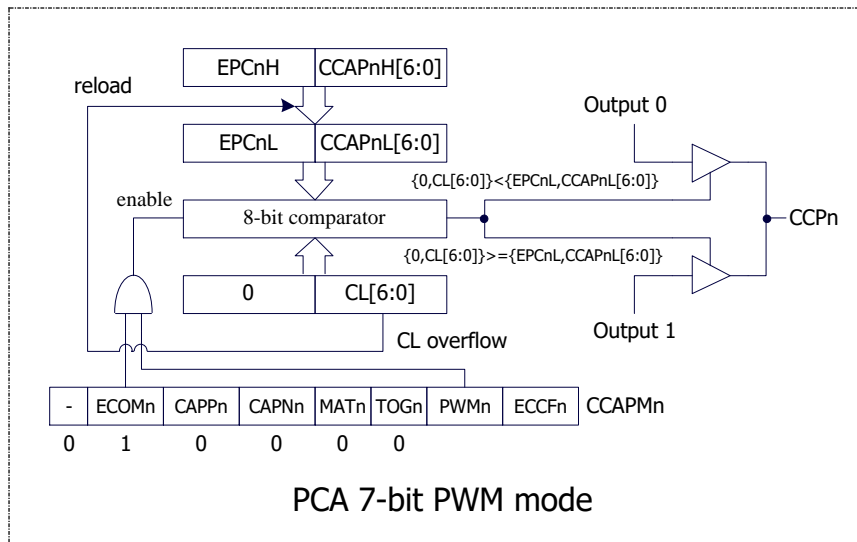 EPCnH CCAPnH[6:0]
reload
Output 0
EPCnL CCAPnL[6:0]
{0,CL[6:0]}<{EPCnL,CCAPnL[6:0]}
enable
8-bit comparator
CCPn
{0,CL[6:0]}>={EPCnL,CCAPnL[6:0]}
0 CL[6:0]
Output 1
CL overflow
- ECOMn CAPPn CAPNn MATn TOGn PWMn ECCFn CCAPMn
0 1 0 0 0 0
PCA 7-bit PWM mode